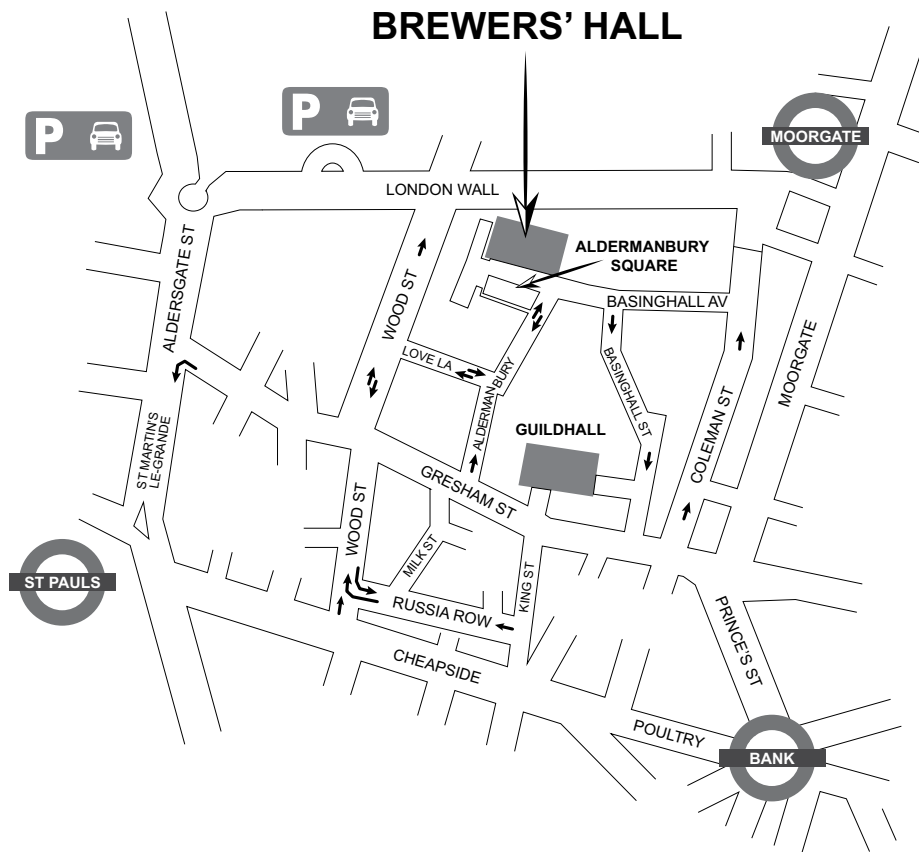 BREWERS' HALL
P
P
MOORGATE
LONDON WALL
ALDERMANBURY
SQUARE
ALDERSGATE ST
WOOD ST
BASINGHALL AV
LOVE LA
ALDERMANBURY
BASINGHALL ST
COLEMAN ST
MOORGATE
ST MARTIN'S
LE-GRANDE
GUILDHALL
GRESHAM ST
WOOD ST
MILK ST
KING ST
ST PAULS
RUSSIA ROW
PRINCE'S ST
CHEAPSIDE
POULTRY
BANK